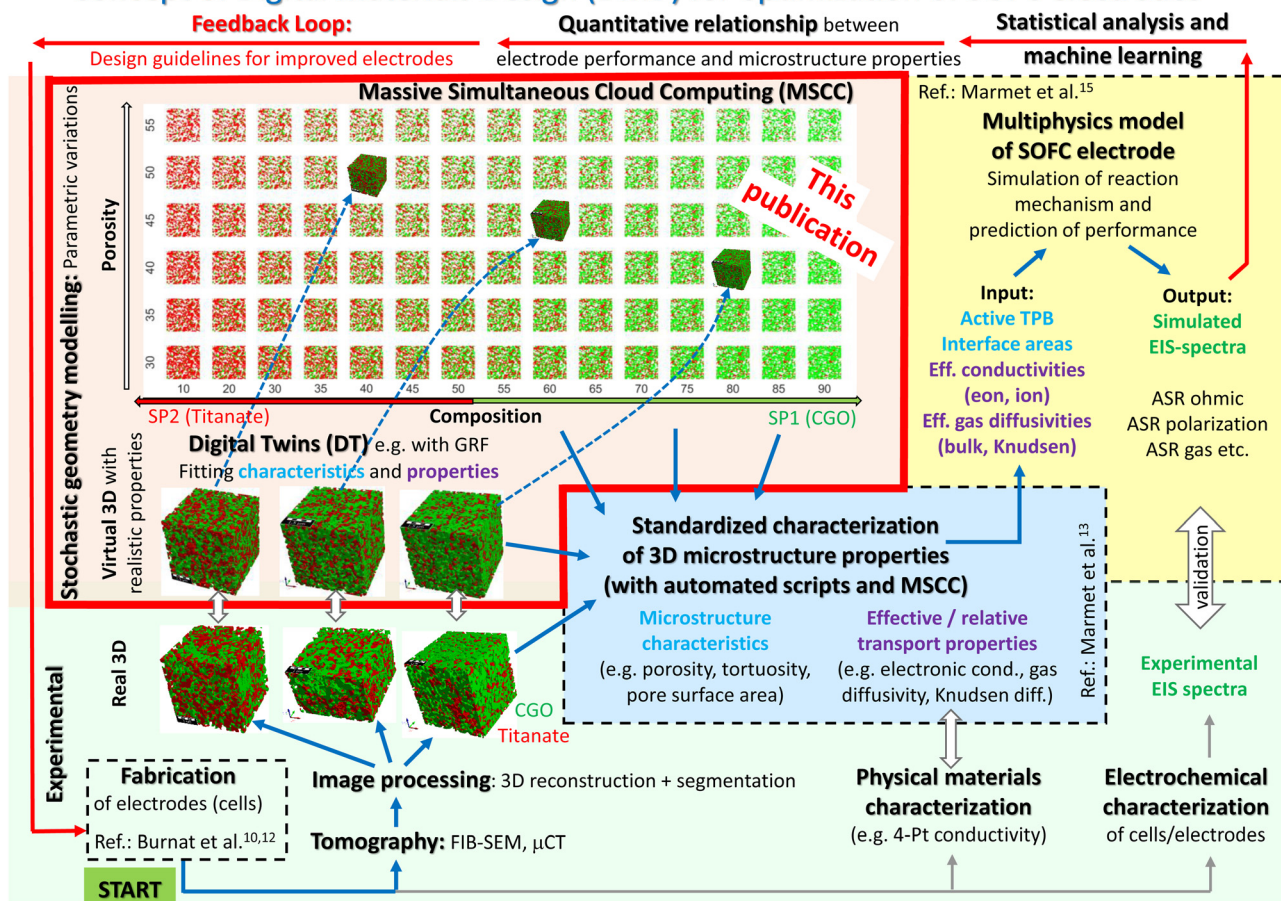 Feedback Loop:
Design guidelines for improved electrodes
Quantitative relationship between
electrode performance and microstructure properties
Statistical analysis and
machine learning
Massive Simultaneous Cloud Computing (MSCC)
Stochastic geometry modelling: Parametric variations
Porosity
55
50
45
40
35
30
10 20 30 35 40 45 50 55 60 65 70 75 80 85 90
This
publication
SP2 (Titanate)
Composition
SP1 (CGO)
Digital Twins (DT) e.g. with GRF
Fitting characteristics and properties
Virtual 3D with
realistic properties
Ref.: Marmet et al.15
Multiphysics model
of SOFC electrode
Simulation of reaction
mechanism and
prediction of performance
Input:
Active TPB
Interface areas
Eff. conductivities
(eon, ion)
Eff. gas diffusivities
(bulk, Knudsen)
Output:
Simulated
EIS-spectra
ASR ohmic
ASR polarization
ASR gas etc.
Standardized characterization
of 3D microstructure properties
(with automated scripts and MSCC)
Microstructure
characteristics
(e.g. porosity, tortuosity,
pore surface area)
Effective / relative
transport properties
(e.g. electronic cond., gas
diffusivity, Knudsen diff.)
Ref.: Marmet et al.13
validation
Experimental
EIS spectra
Experimental
Real 3D
CGO
Titanate
Fabrication
of electrodes (cells)
Ref.: Burnat et al.10,12
START
Image processing: 3D reconstruction + segmentation
Tomography: FIB-SEM, μCT
Physical materials
characterization
(e.g. 4-Pt conductivity)
Electrochemical
characterization
of cells/electrodes